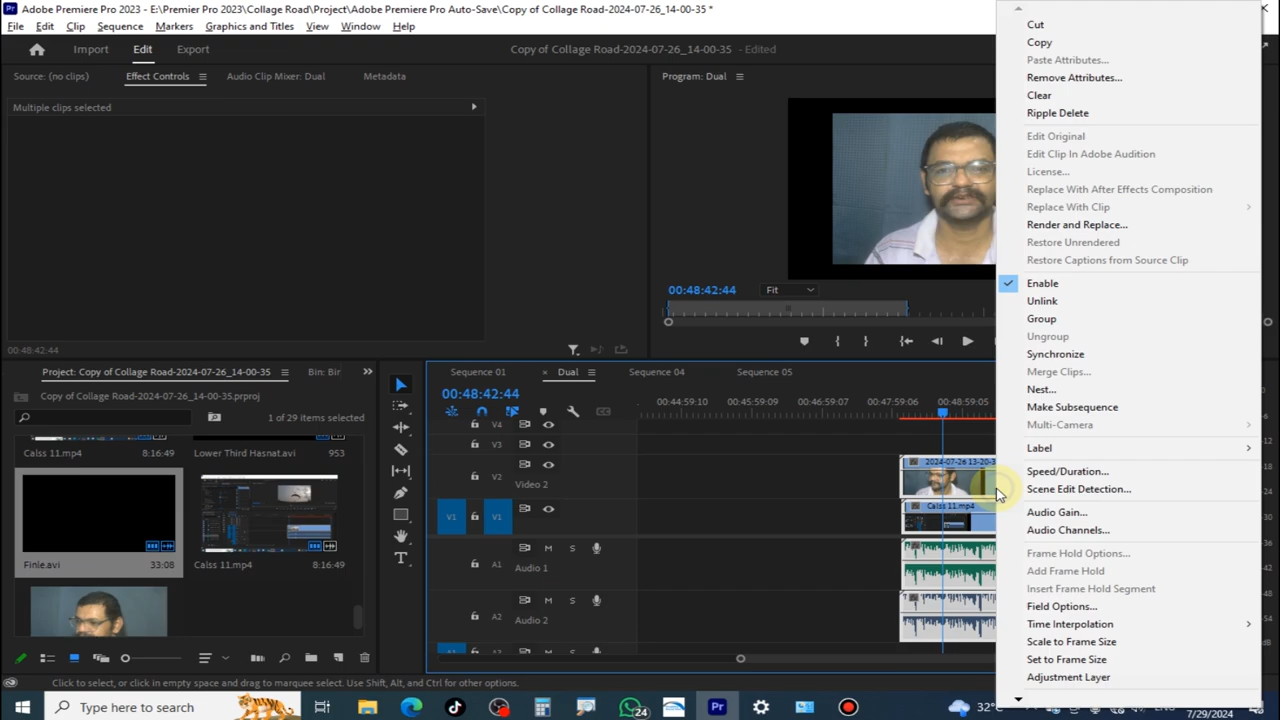 Adobe Premiere Pro 2023 - E:\Premier Pro 2023\Collage Road\Project\Adobe Premiere Pro Auto-Save\Copy of Collage Road-2024-07-26_14-00-35 *
File Edit Clip Sequence Markers Graphics and Titles View Window Help
Import Edit Export
Copy of Collage Road-2024-07-26_14-00-35 - Edited
Source: (no clips) Effect Controls Audio Clip Mixer: Dual Metadata
Multiple clips selected
00:48:42:44
Program: Dual
00:48:42:44 Fit
Project: Copy of Collage Road-2024-07-26_14-00-35 Bin: Bir
Copy of Collage Road-2024-07-26_14-00-35.prproj
1 of 29 items selected
Calss 11.mp4 8:16:49 Lower Third Hasnat.avi
Finle.avi 33:08 Calss 11.mp4 8:16:49
Sequence 01 Dual Sequence 04 Sequence 05
00:48:42:44
00:44:59:10 00:45:59:09 00:46:59:07 00:47:59:06 00:48:59:05
V4
V3
V2 Video 2
2024-07-26 13-20-3
V1 V1
Calss 11.mp4
A1 M S Audio 1
A2 M S Audio 2
Cut
Copy
Paste Attributes...
Remove Attributes...
Clear
Ripple Delete
Edit Original
Edit Clip In Adobe Audition
License...
Replace With After Effects Composition
Replace With Clip
Render and Replace...
Restore Unrendered
Restore Captions from Source Clip
Enable
Unlink
Group
Ungroup
Synchronize
Merge Clips...
Nest...
Make Subsequence
Multi-Camera
Label
Speed/Duration...
Scene Edit Detection...
Audio Gain...
Audio Channels...
Frame Hold Options...
Add Frame Hold
Insert Frame Hold Segment
Field Options...
Time Interpolation
Scale to Frame Size
Set to Frame Size
Adjustment Layer
Click to select, or click in empty space and drag to marquee select. Use Shift, Alt, and Ctrl for other options.
Type here to search
24
32°C
7/29/2024